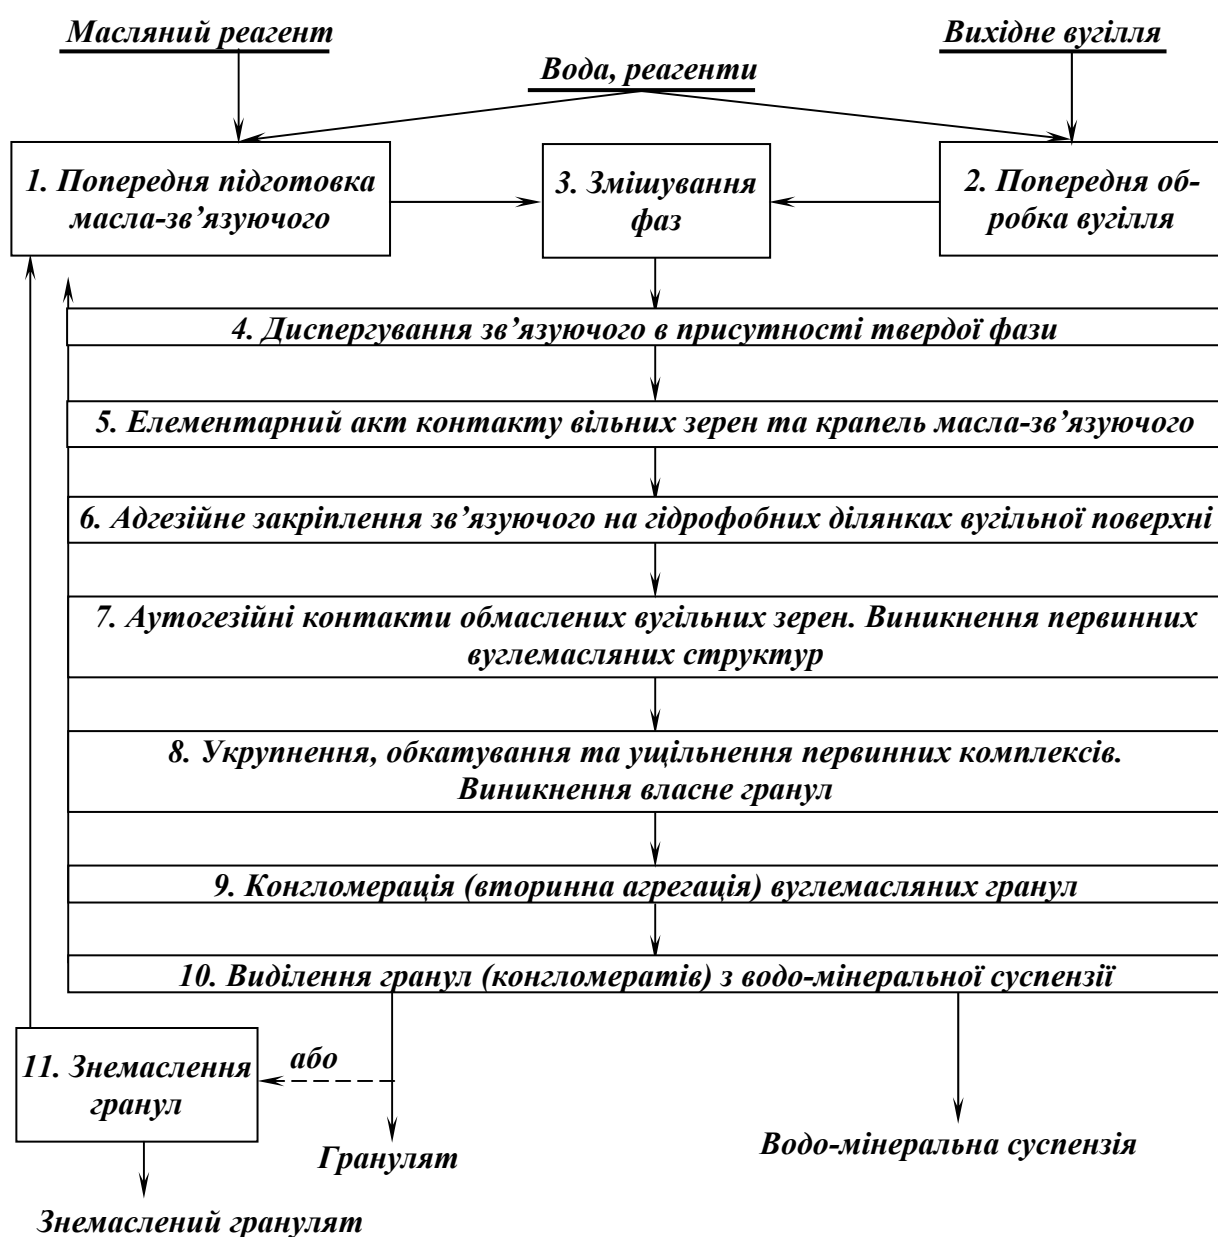 Масляний реагент
Вихідне вугілля
Вода, реагенти
1. Попередня підготовка
масла-зв’язуючого
3. Змішування
фаз
2. Попередня об-
робка вугілля
4. Диспергування зв’язуючого в присутності твердої фази
5. Елементарний акт контакту вільних зерен та крапель масла-зв’язуючого
6. Адгезійне закріплення зв’язуючого на гідрофобних ділянках вугільної поверхні
7. Аутогезійні контакти обмаслених вугільних зерен. Виникнення первинних
вуглемасляних структур
8. Укрупнення, обкатування та ущільнення первинних комплексів.
Виникнення власне гранул
9. Конгломерація (вторинна агрегація) вуглемасляних гранул
10. Виділення гранул (конгломератів) з водо-мінеральної суспензії
11. Знемаслення
гранул
або
Гранулят
Водо-мінеральна суспензія
Знемаслений гранулят